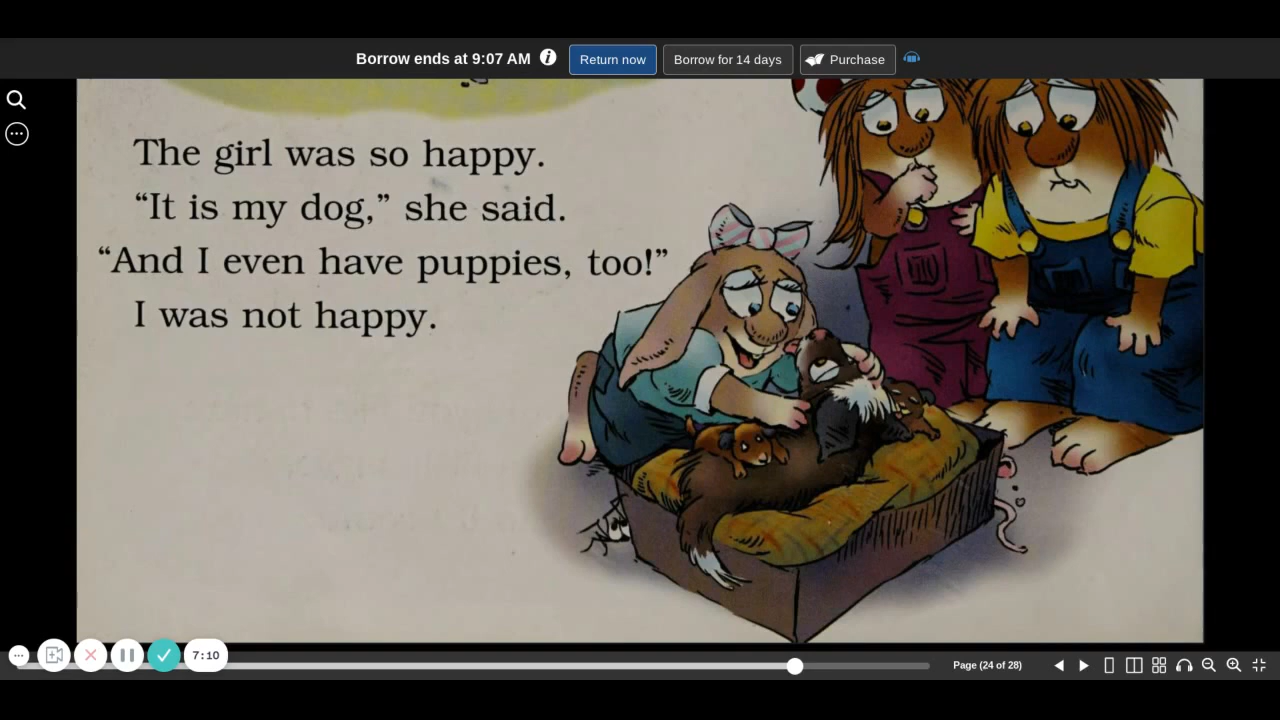 Borrow ends at 9:07 AM i Return now Borrow for 14 days Purchase
The girl was so happy.
“It is my dog,” she said.
“And I even have puppies, too!”
I was not happy.
7:10
Page (24 of 28)